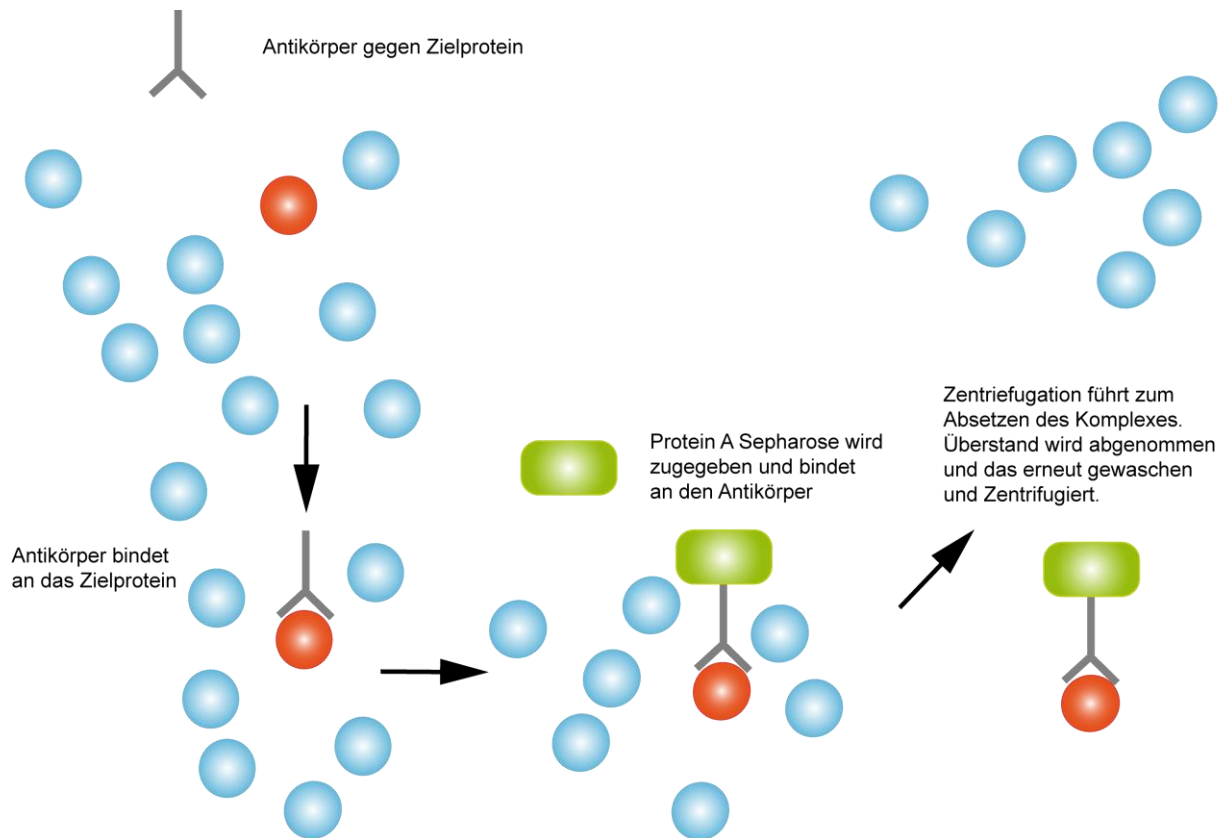 Antikörper gegen Zielprotein
Antikörper bindet
an das Zielprotein
Protein A Sepharose wird
zugegeben und bindet
an den Antikörper
Zentriefugation führt zum
Absetzen des Komplexes.
Überstand wird abgenommen
und das erneut gewaschen
und Zentrifugiert.